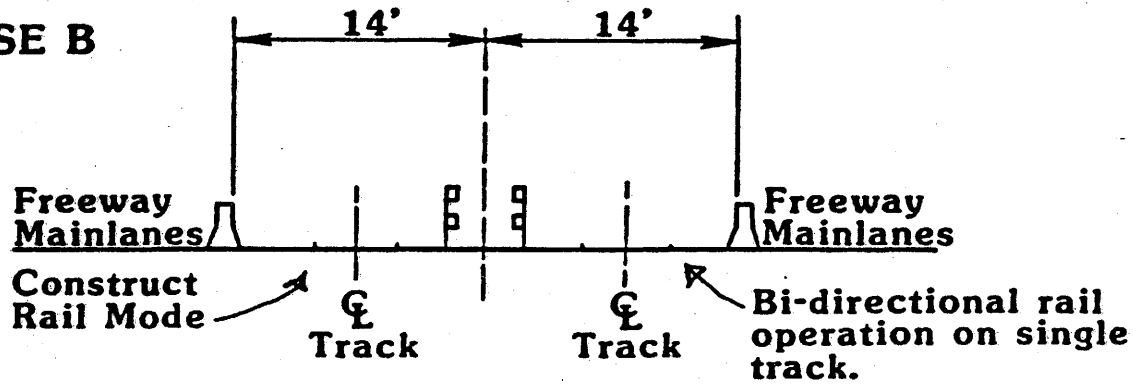 SE B
14'
14'
Freeway
Mainlanes
Freeway
Mainlanes
Construct
Rail Mode
℄
Track
℄
Track
Bi-directional rail
operation on single
track.